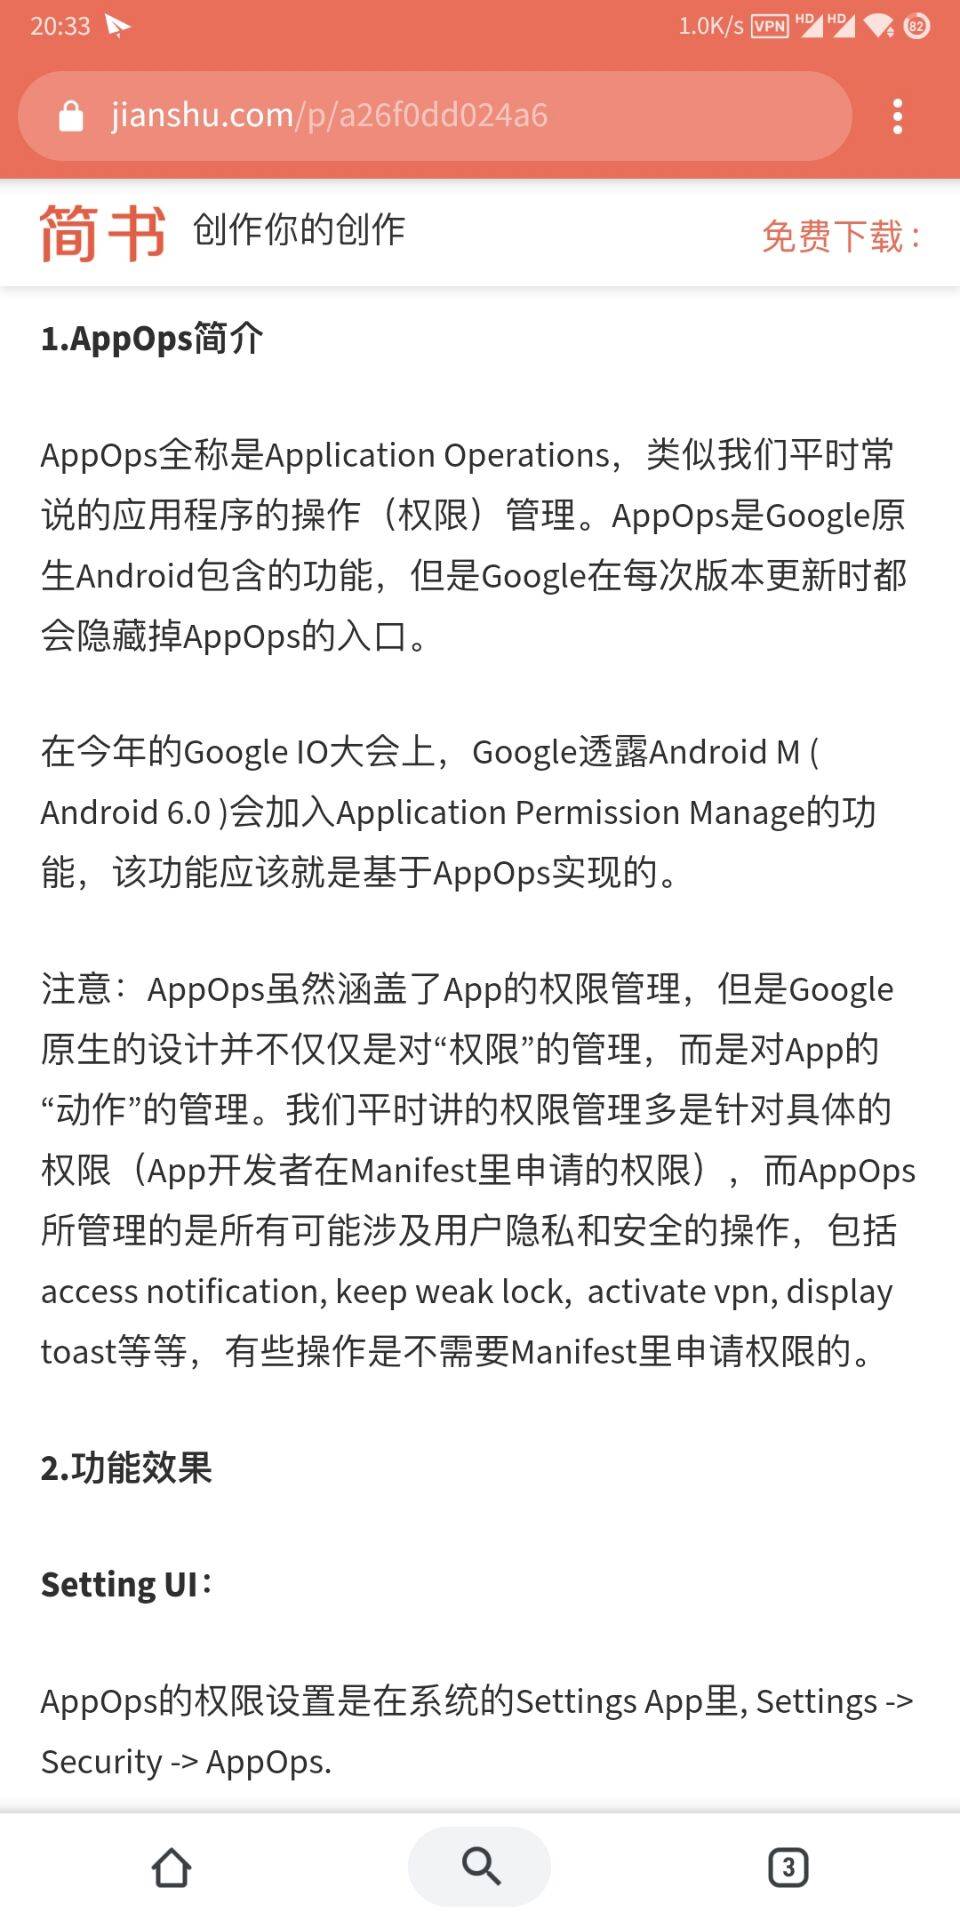 20:33
1.0K/s VPN HD HD 82
jianshu.com/p/a26f0dd024a6
简书 创作你的创作 免费下载：
1.AppOps简介
AppOps全称是Application Operations， 类似我们平时常
说的应用程序的操作（权限）管理。AppOps是Google原
生Android包含的功能，但是Google在每次版本更新时都
会隐藏掉AppOps的入口。
在今年的Google IO大会上，Google透露Android M (
Android 6.0 )会加入Application Permission Manage的功
能，该功能应该就是基于AppOps实现的。
注意：AppOps虽然涵盖了App的权限管理，但是Google
原生的设计并不仅仅是对“权限”的管理，而是对App的
“动作”的管理。我们平时讲的权限管理多是针对具体的
权限（App开发者在Manifest里申请的权限），而AppOps
所管理的是所有可能涉及用户隐私和安全的操作，包括
access notification, keep weak lock,  activate vpn, display
toast等等，有些操作是不需要Manifest里申请权限的。
2.功能效果
Setting UI：
AppOps的权限设置是在系统的Settings App里, Settings ->
Security -> AppOps.
3